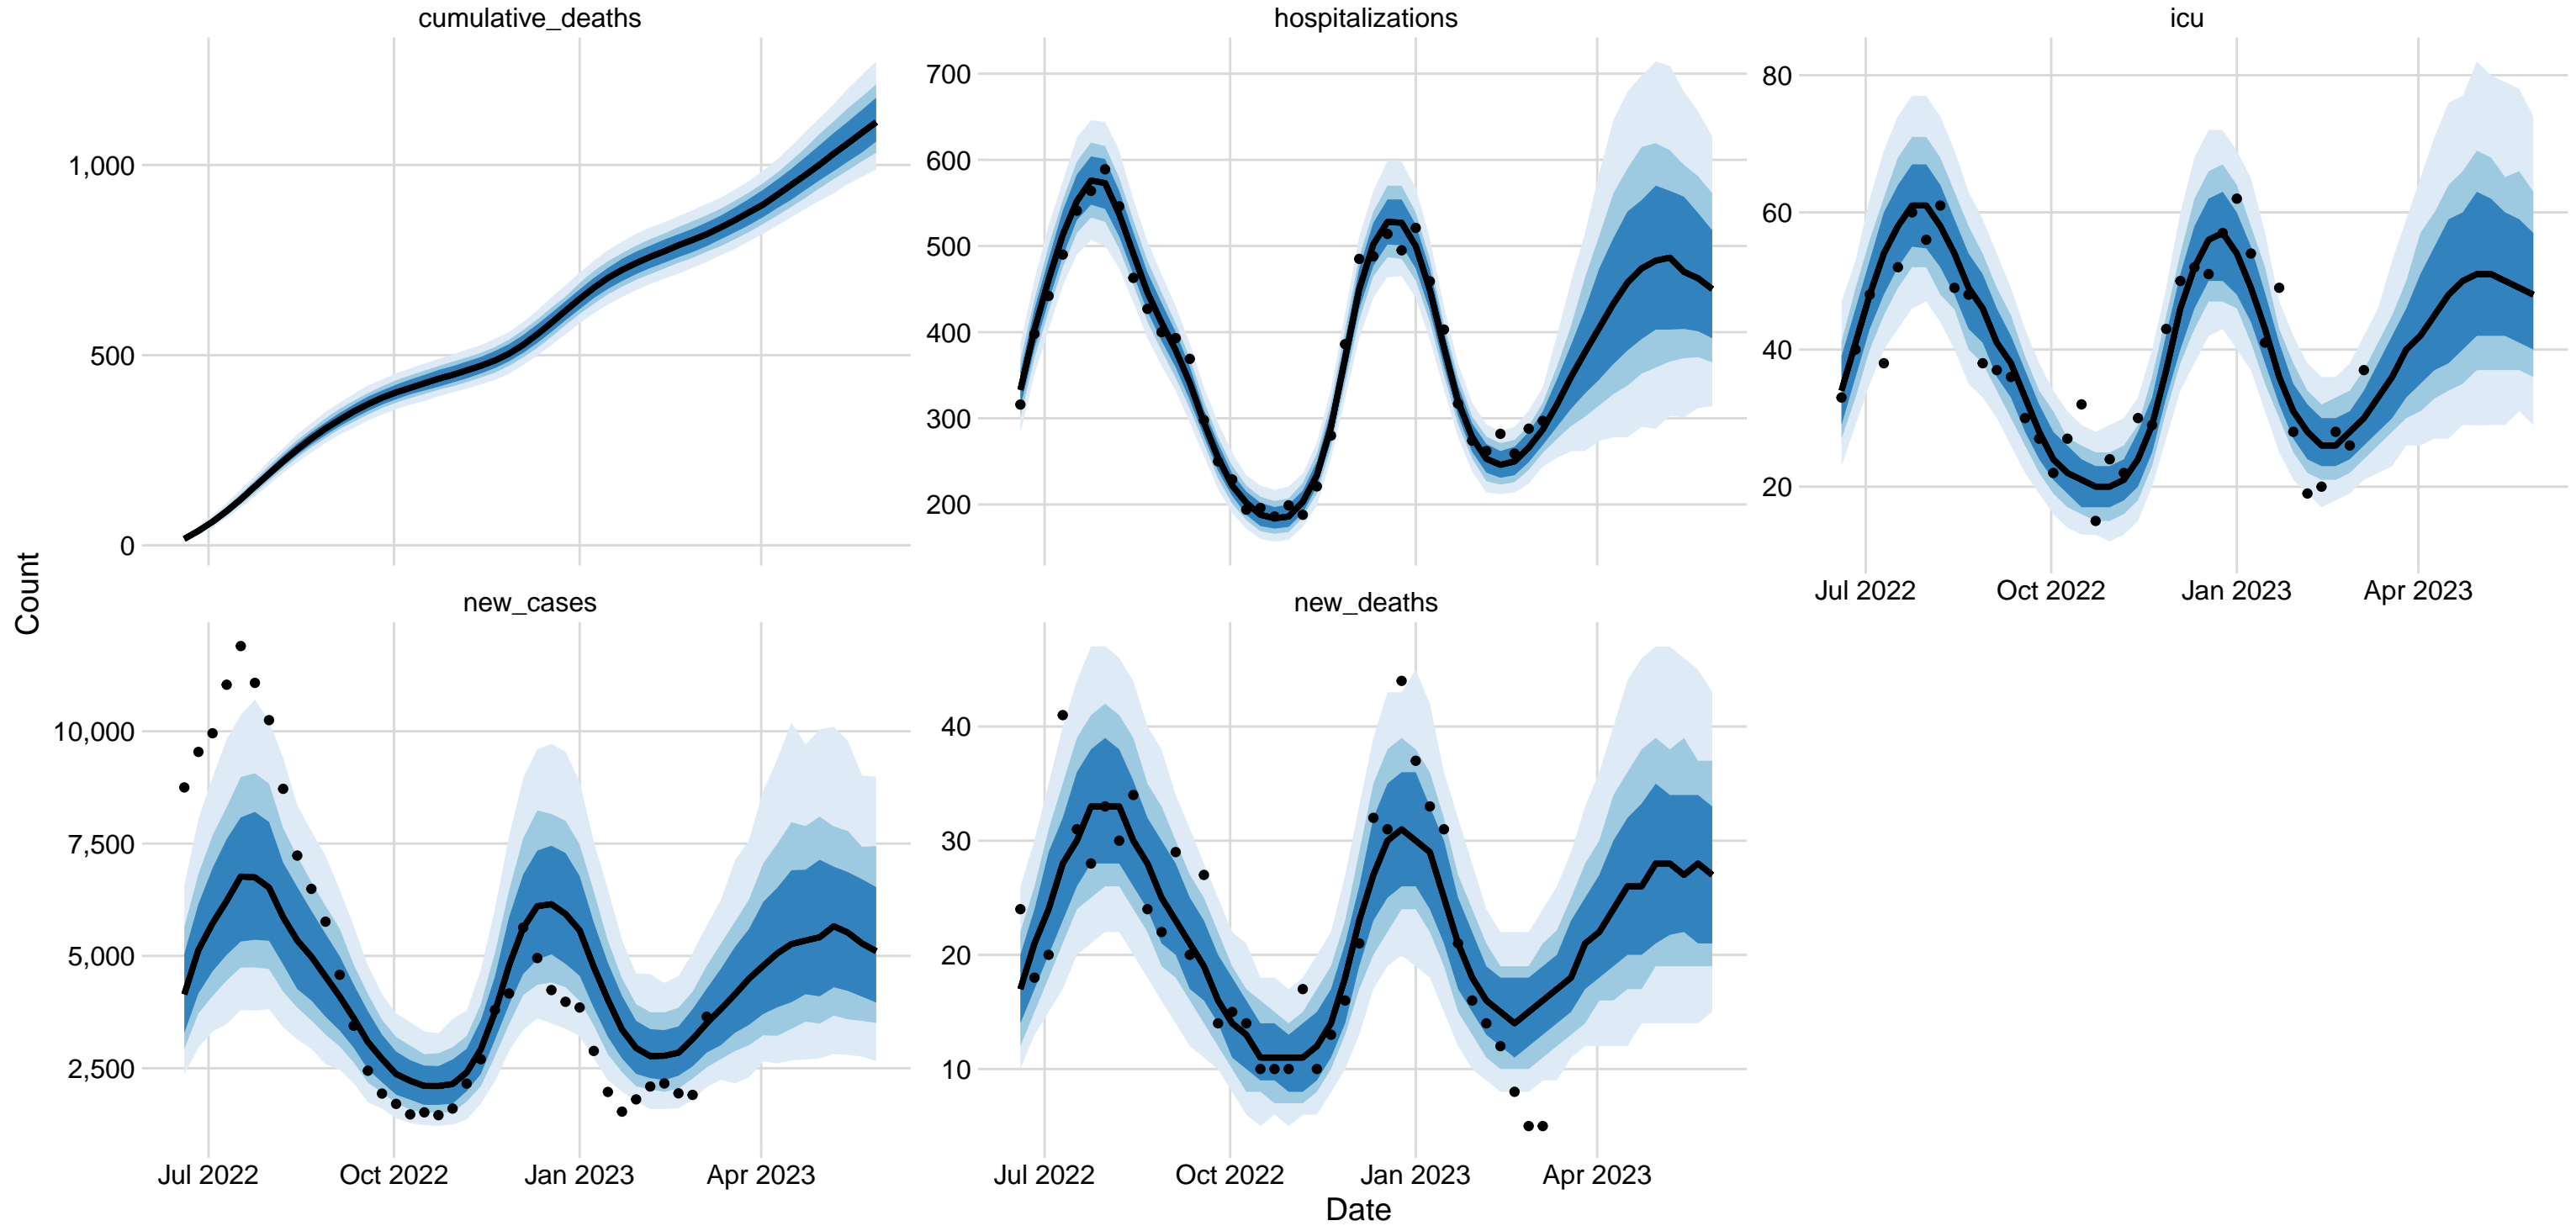 cumulative_deaths
hospitalizations
icu
1,000
500
0
700
600
500
400
300
200
80
60
40
20
Jul 2022 Oct 2022 Jan 2023 Apr 2023
Count
new_cases
new_deaths
10,000
7,500
5,000
2,500
40
30
20
10
Jul 2022 Oct 2022 Jan 2023 Apr 2023
Jul 2022 Oct 2022 Jan 2023 Apr 2023
Date